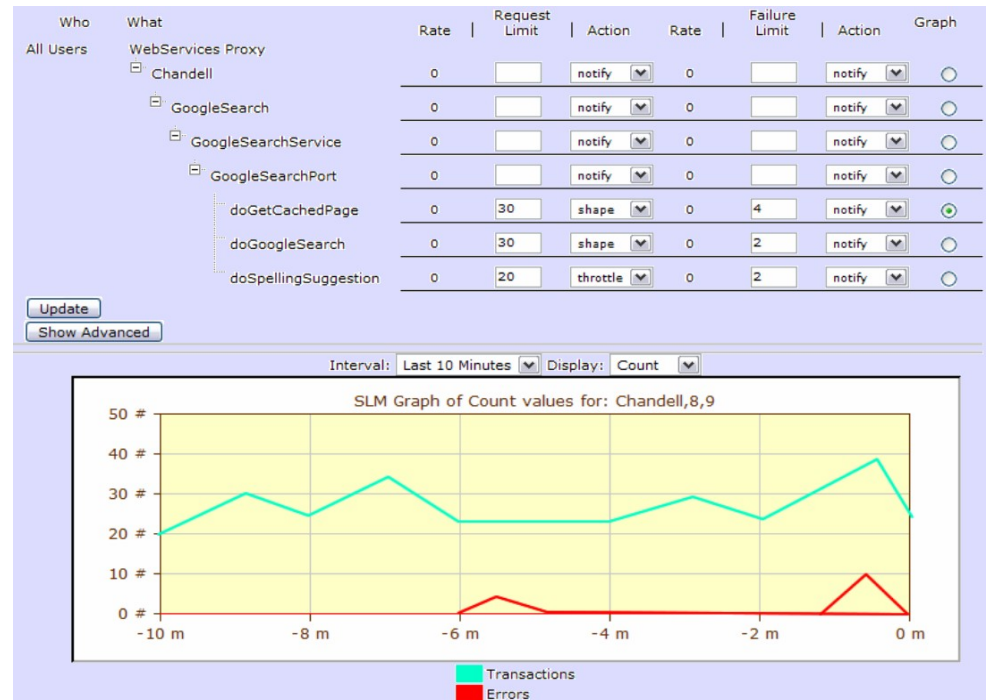 Who What Rate | Request Limit | Action Rate | Failure Limit | Action Graph
All Users WebServices Proxy
Chandell 0 notify 0 notify
GoogleSearch 0 notify 0 notify
GoogleSearchService 0 notify 0 notify
GoogleSearchPort 0 notify 0 notify
doGetCachedPage 0 30 shape 0 4 notify
doGoogleSearch 0 30 shape 0 2 notify
doSpellingSuggestion 0 20 throttle 0 2 notify
Update
Show Advanced
Interval: Last 10 Minutes Display: Count
SLM Graph of Count values for: Chandell,8,9
50 #
40 #
30 #
20 #
10 #
0 #
-10 m -8 m -6 m -4 m -2 m 0 m
Transactions
Errors